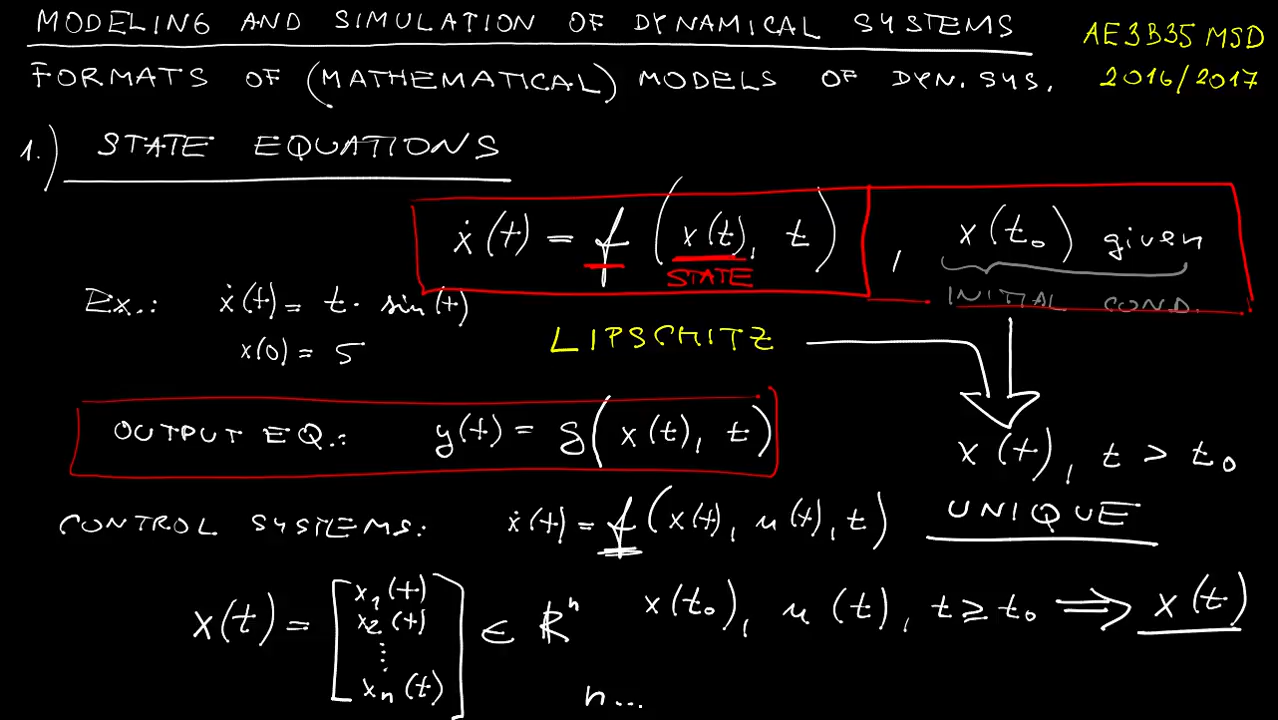 MODELING AND SIMULATION OF DYNAMICAL SYSTEMS
AE3B35MSD
FORMATS OF (MATHEMATICAL) MODELS OF DYN. SYS.
2016/2017
1.) STATE EQUATIONS
ẋ(t) = f(x(t), t), x(t₀) given
STATE
INITIAL COND.
Ex.: ẋ(t) = t · sin(t)
x(0) = 5
LIPSCHITZ
OUTPUT EQ.: y(t) = g(x(t), t)
x(t), t > t₀
UNIQUE
CONTROL SYSTEMS: ẋ(t) = f(x(t), u(t), t)
x(t) = [x₁(t) x₂(t) ⋮ xₙ(t)] ∈ ℝⁿ
x(t₀), u(t), t ≥ t₀ ⟹ x(t)
n...